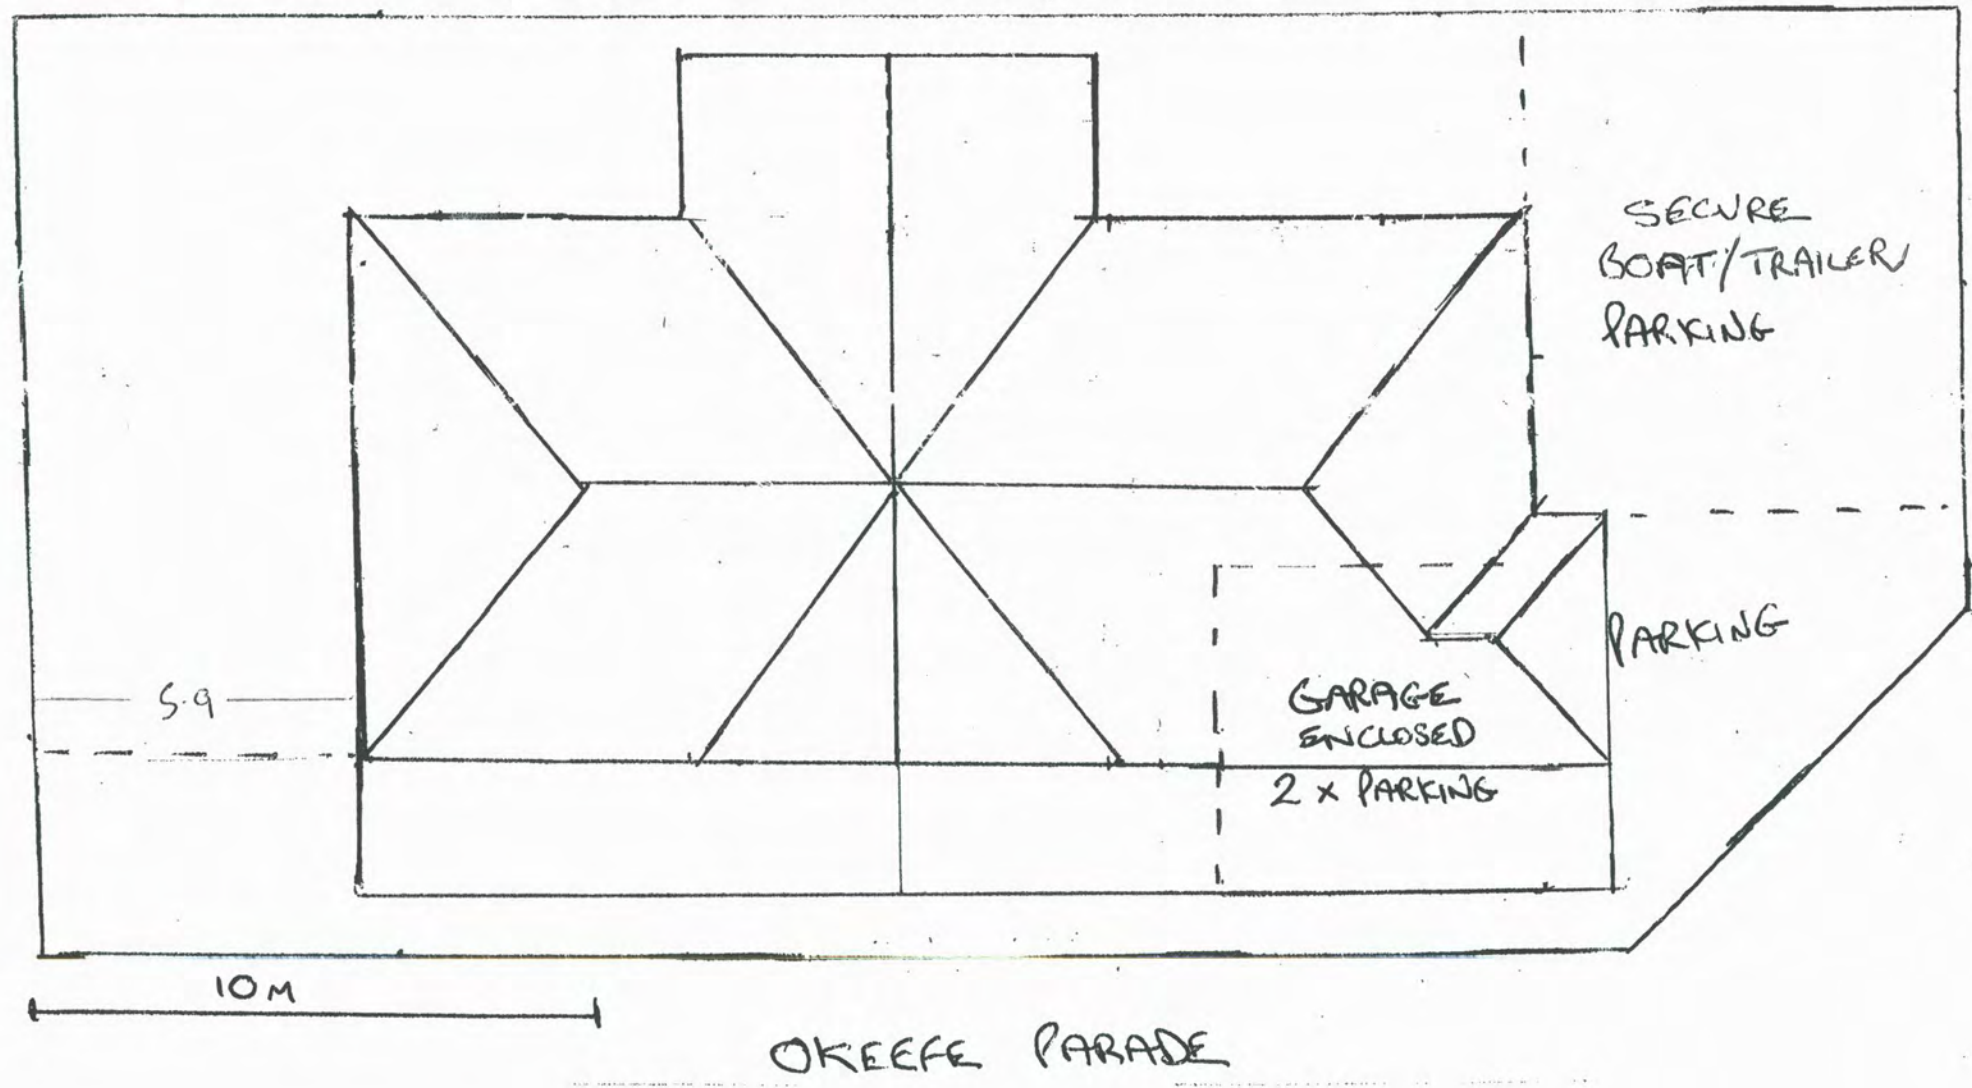 SECURE
BOAT/TRAILER
PARKING
PARKING
5.9
GARAGE
ENCLOSED
2 x PARKING
10M
OKEEFE PARADE